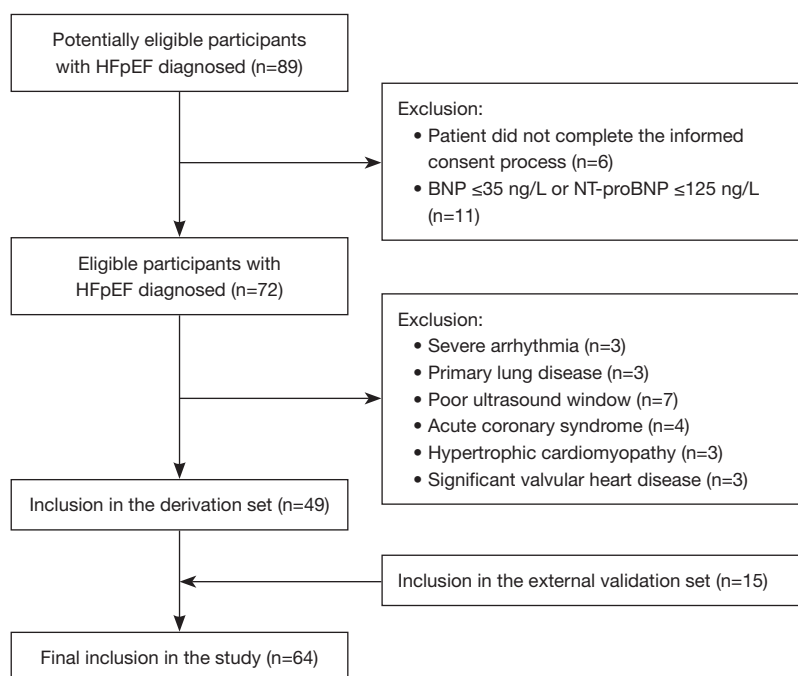 Potentially eligible participants
with HFpEF diagnosed (n=89)
Exclusion:
• Patient did not complete the informed
consent process (n=6)
• BNP ≤35 ng/L or NT-proBNP ≤125 ng/L
(n=11)
Eligible participants with
HFpEF diagnosed (n=72)
Exclusion:
• Severe arrhythmia (n=3)
• Primary lung disease (n=3)
• Poor ultrasound window (n=7)
• Acute coronary syndrome (n=4)
• Hypertrophic cardiomyopathy (n=3)
• Significant valvular heart disease (n=3)
Inclusion in the derivation set (n=49)
Inclusion in the external validation set (n=15)
Final inclusion in the study (n=64)